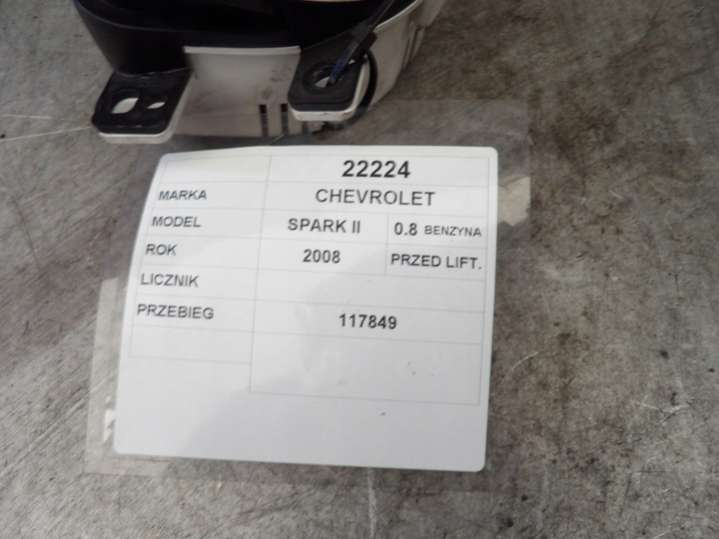 22224
MARKA CHEVROLET
MODEL SPARK II 0.8 BENZYNA
ROK 2008 PRZED LIFT.
LICZNIK
PRZEBIEG 117849